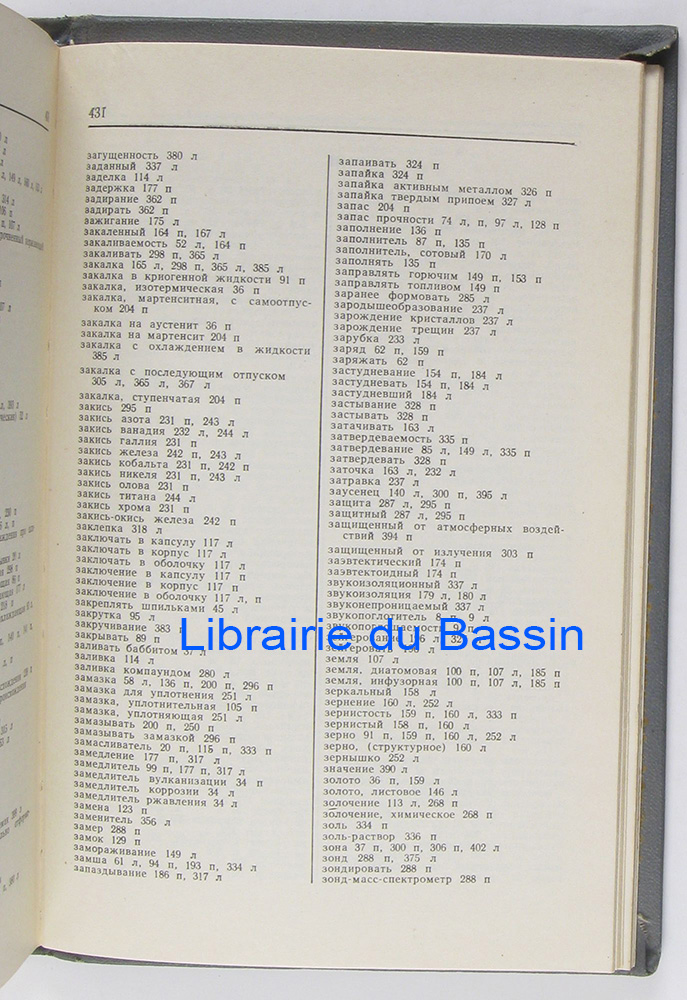 431
загущенность 380 л
заданный 337 л
заделка 114 л
задержка 177 п
задирание 362 п
задирать 362 п
зажигание 175 л
закаленный 164 п, 167 л
закаливаемость 52 л, 164 п
закаливать 298 п, 365 л
закалка 165 л, 298 п, 365 л, 385 л
закалка в криогенной жидкости 91 п
закалка, изотермическая 36 п
закалка, мартенситная, с самоотпус-
ком 204 п
закалка на аустенит 36 п
закалка на мартенсит 204 п
закалка с охлаждением в жидкости
385 л
закалка с последующим отпуском
305 л, 365 л, 367 л
закалка, ступенчатая 204 п
закись 295 п
закись азота 231 п, 243 л
закись ванадия 232 л, 244 л
закись галлия 231 п
закись железа 242 п, 243 л
закись кобальта 231 п, 242 п
закись никеля 231 п, 243 л
закись олова 231 п
закись титана 244 л
закись хрома 231 п
закись-окись железа 242 п
заклепка 318 л
заключать в капсулу 117 л
заключать в корпус 117 л
заключать в оболочку 117 л
заключение в капсулу 117 п
заключение в корпус 117 п
заключение в оболочку 117 л, п
закреплять шпильками 45 л
закрутка 95 л
закручивание 383 п
закрывать 89 п
заливать баббитом 37 л
заливка 114 л
заливка компаундом 280 л
замазка 58 л, 136 п, 200 п, 296 п
замазка для уплотнения 251 л
замазка, уплотнительная 105 п
замазка, уплотняющая 251 л
замазывать 200 п, 250 п
замазывать замазкой 296 п
замасливатель 20 п, 115 п, 333 п
замедление 177 п, 317 л
замедлитель 99 п, 177 п, 317 л
замедлитель вулканизации 34 п
замедлитель коррозии 34 л
замедлитель ржавления 34 л
замена 123 п
заменитель 356 л
замер 288 п
замок 129 п
замораживание 149 л
замша 61 л, 94 п, 193 п, 334 л
запаздывание 186 п, 317 л
запаивать 324 п
запайка 324 п
запайка активным металлом 326 п
запайка твердым припоем 327 л
запас 204 п
запас прочности 74 л, п, 97 л, 128 п
заполнение 136 п
заполнитель 87 п, 135 п
заполнитель, сотовый 170 л
заполнять 135 п
заправлять горючим 149 п, 153 п
заправлять топливом 149 п
заранее формовать 285 л
зародышеобразование 237 л
зарождение кристаллов 237 л
зарождение трещин 237 л
зарубка 233 л
заряд 62 п, 159 п
заряжать 62 п
застудневание 154 п, 184 л
застудневать 154 п, 184 л
застудневший 184 л
застывание 328 п
застывать 328 п
затачивать 163 л
затвердеваемость 335 п
затвердевание 85 л, 149 л, 335 п
затвердевать 328 п
заточка 163 л, 232 л
затравка 237 л
заусенец 140 л, 300 п, 395 л
защита 287 л, 295 п
защитный 287 л, 295 п
защищенный от атмосферных воздей-
ствий 394 п
защищенный от излучения 303 п
заэвтектический 174 п
заэвтектоидный 174 п
звукоизоляционный 337 л
звукоизоляция 179 л, 180 л
звуконепроницаемый 337 л
звукопоглотитель 8 9 л
земля 107 л
земля, диатомовая 100 п, 107 л, 185 п
земля, инфузорная 100 п, 107 л, 185 п
зеркальный 158 л
зернение 160 л, 252 л
зернистость 159 п, 160 л, 333 п
зернистый 158 п, 160 л
зерно 91 п, 159 п, 160 л, 252 л
зерно, (структурное) 160 л
зернышко 252 л
значение 390 л
золото 36 п, 159 л
золото, листовое 146 л
золочение 113 л, 268 п
золочение, химическое 268 п
золь 334 п
золь-раствор 336 п
зона 37 п, 300 п, 306 п, 402 л
зонд 288 п, 375 л
зондировать 288 п
зонд-масс-спектрометр 288 п
Librairie du Bassin